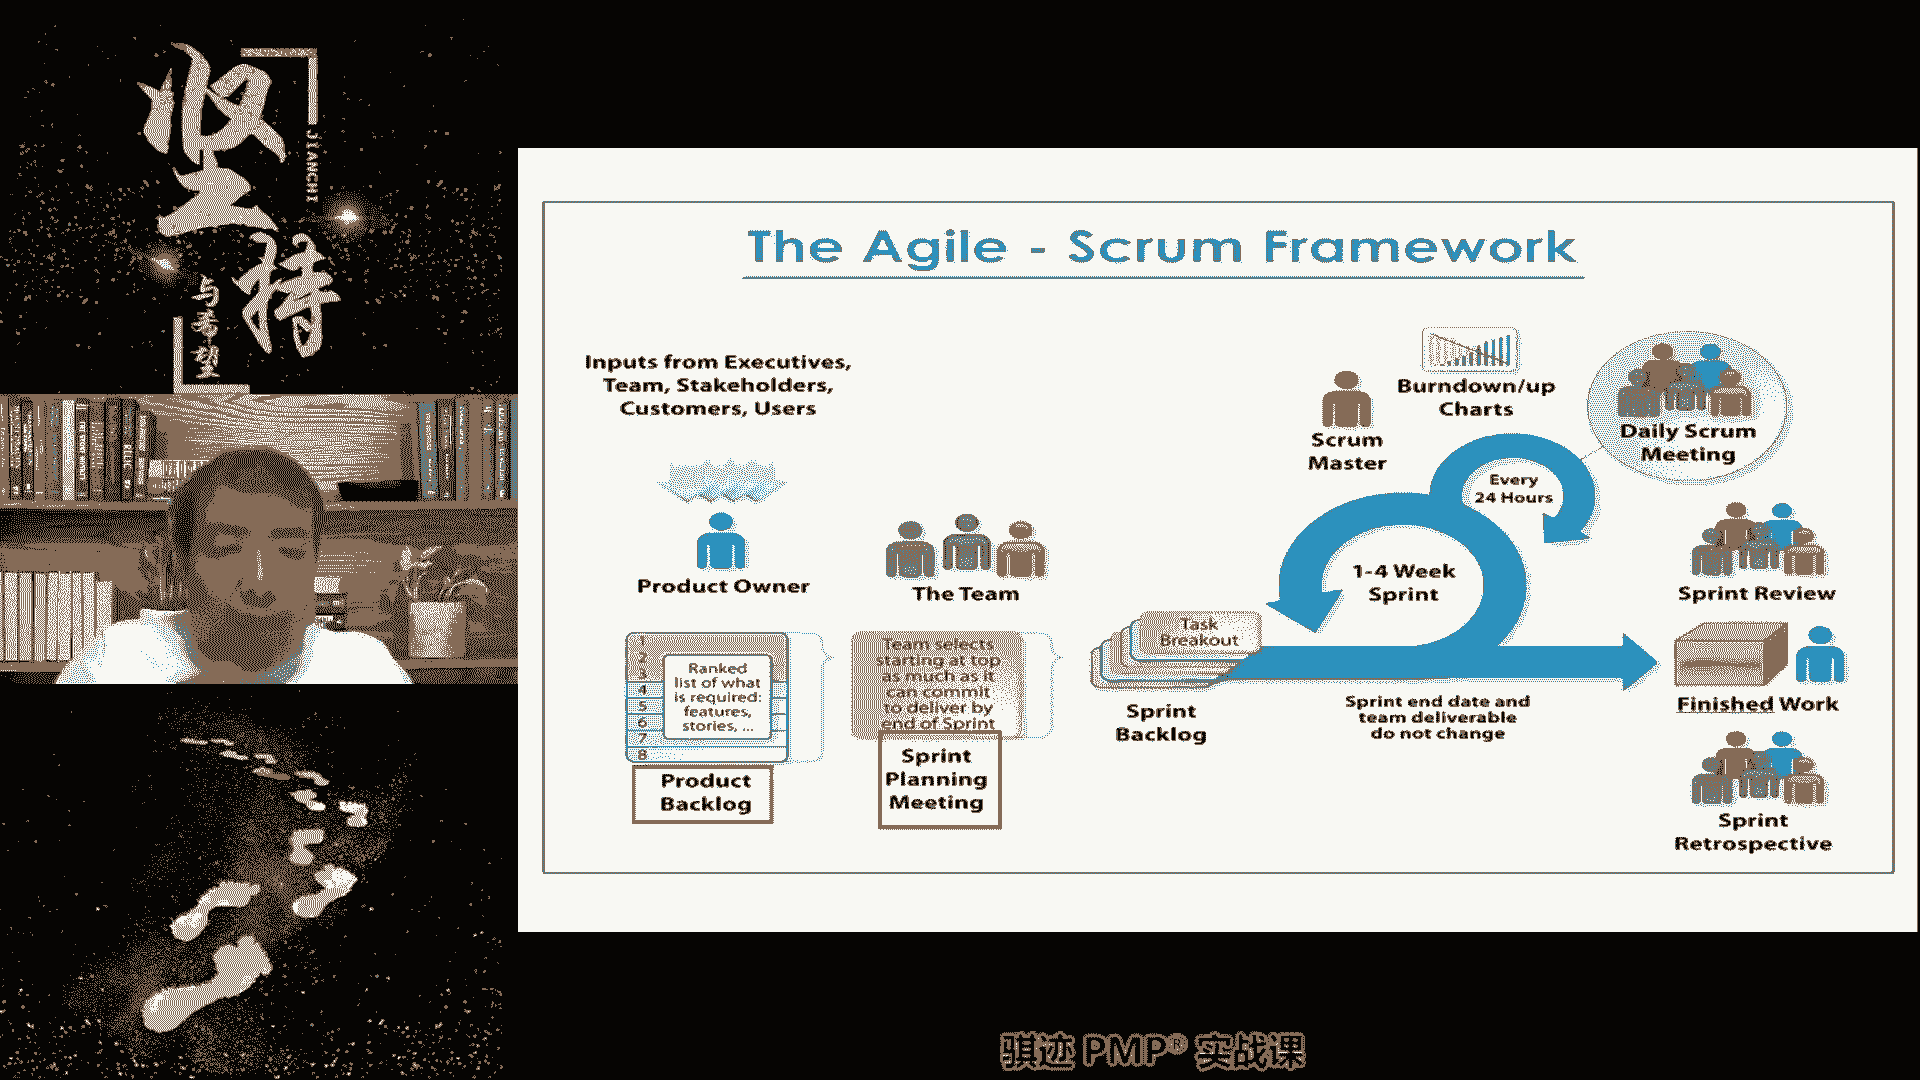 坚持
JIANCHI
与希望
The Agile - Scrum Framework
Inputs from Executives,
Team, Stakeholders,
Customers, Users
Product Owner
The Team
1
2
3
4
5
6
7
8
Ranked
list of what
is required:
features,
stories, ...
Product
Backlog
Team selects
starting at top
as much as it
can commit
to deliver by
end of Sprint
Sprint
Planning
Meeting
Task
Breakout
Sprint
Backlog
Scrum
Master
Burndown/up
Charts
Every
24 Hours
1-4 Week
Sprint
Sprint end date and
team deliverable
do not change
Daily Scrum
Meeting
Sprint Review
Finished Work
Sprint
Retrospective
骐迹 PMP® 实战课